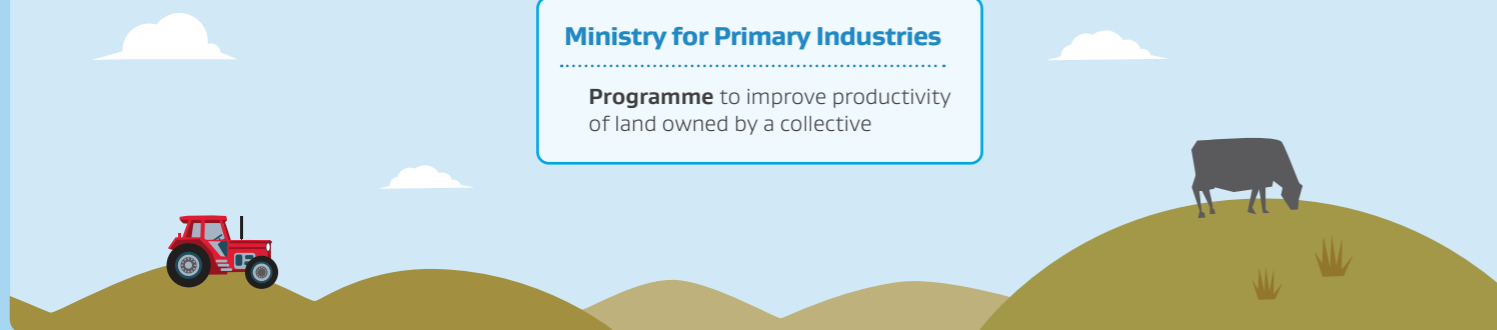 Ministry for Primary Industries
Programme to improve productivity
of land owned by a collective